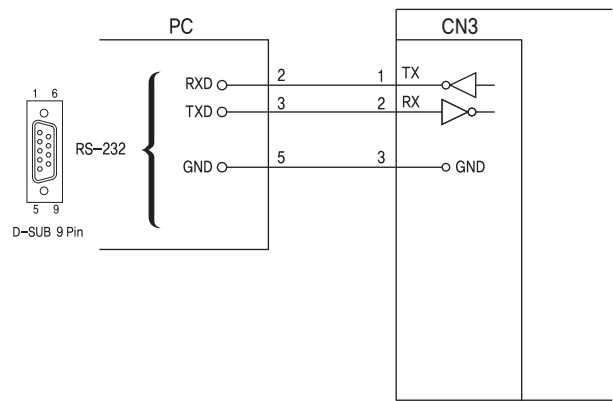 PC
CN3
RXD 2 1 TX
TXD 3 2 RX
GND 5 3 GND
RS-232
1 6
5 9
D-SUB 9 Pin